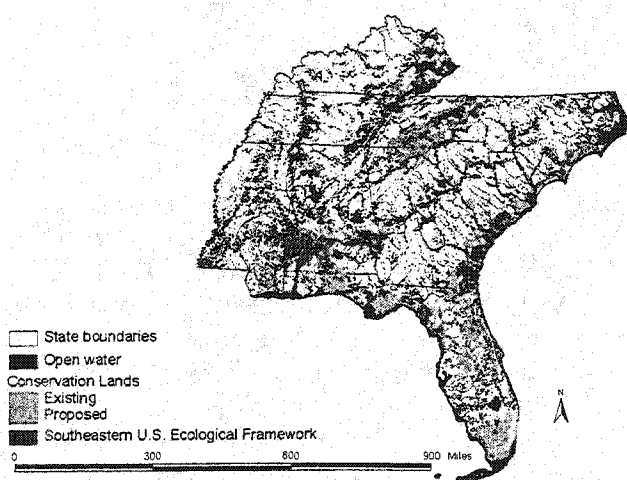 State boundaries
Open water
Conservation Lands
Existing
Proposed
Southeastern U.S. Ecological Framework
N
0 300 600 900 Miles